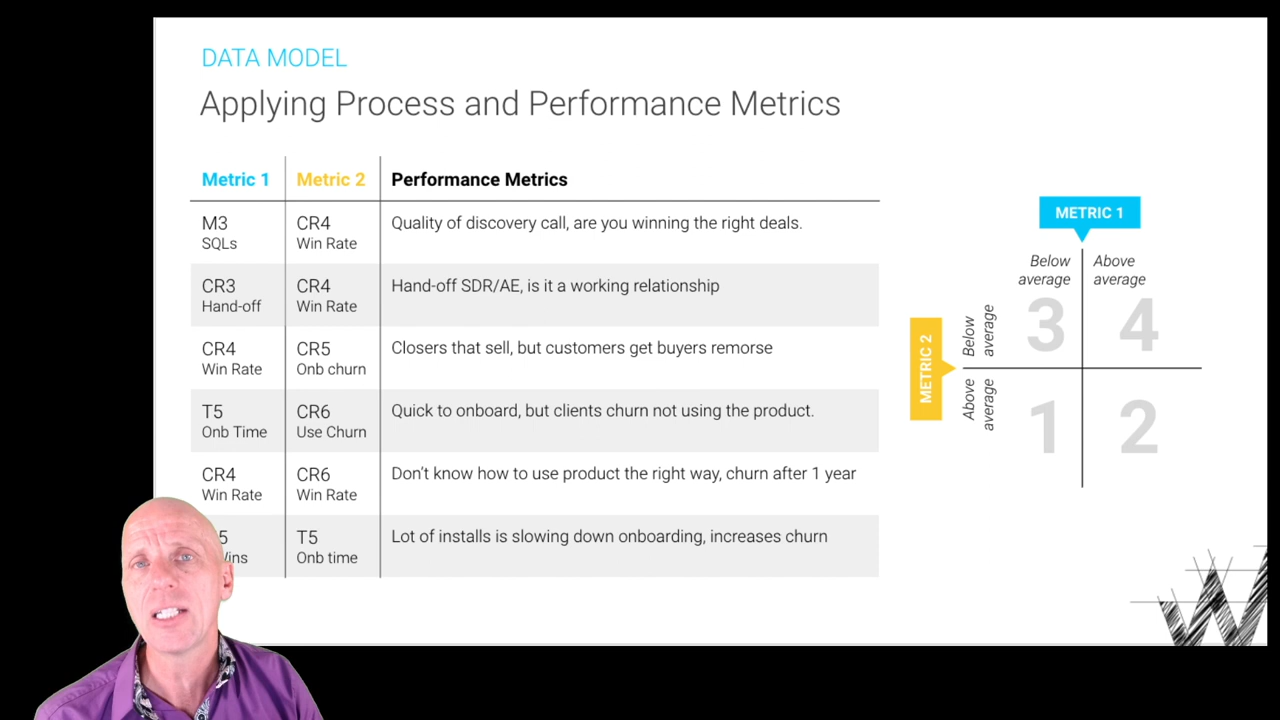 DATA MODEL
Applying Process and Performance Metrics
Metric 1 Metric 2 Performance Metrics
M3 CR4 Quality of discovery call, are you winning the right deals.
SQLs Win Rate
CR3 CR4 Hand-off SDR/AE, is it a working relationship
Hand-off Win Rate
CR4 CR5 Closers that sell, but customers get buyers remorse
Win Rate Onb churn
T5 CR6 Quick to onboard, but clients churn not using the product.
Onb Time Use Churn
CR4 CR6 Don’t know how to use product the right way, churn after 1 year
Win Rate Win Rate
5 T5 Lot of installs is slowing down onboarding, increases churn
Wins Onb time
METRIC 1
Below Above
average average
METRIC 2
Below
average
3 4
Above
average
1 2
W